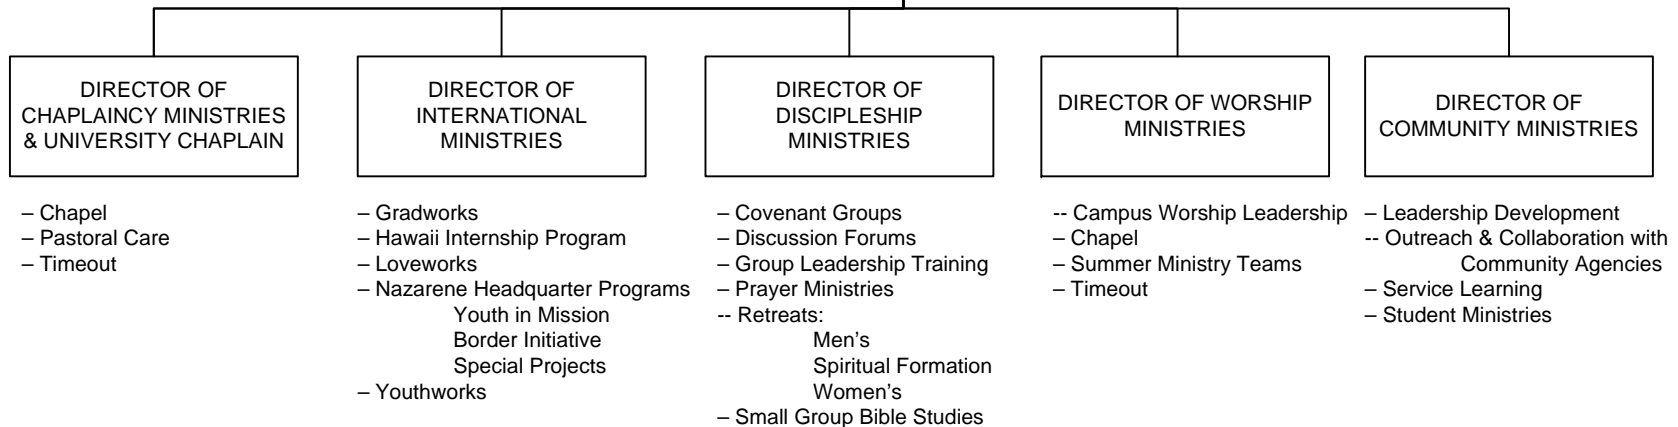 DIRECTOR OF
CHAPLAINCY MINISTRIES
& UNIVERSITY CHAPLAIN
– Chapel
– Pastoral Care
– Timeout
DIRECTOR OF
INTERNATIONAL
MINISTRIES
– Gradworks
– Hawaii Internship Program
– Loveworks
– Nazarene Headquarter Programs
Youth in Mission
Border Initiative
Special Projects
– Youthworks
DIRECTOR OF
DISCIPLESHIP
MINISTRIES
– Covenant Groups
– Discussion Forums
– Group Leadership Training
– Prayer Ministries
-- Retreats:
Men’s
Spiritual Formation
Women’s
– Small Group Bible Studies
DIRECTOR OF WORSHIP
MINISTRIES
-- Campus Worship Leadership
– Chapel
– Summer Ministry Teams
– Timeout
DIRECTOR OF
COMMUNITY MINISTRIES
– Leadership Development
-- Outreach & Collaboration with
Community Agencies
– Service Learning
– Student Ministries